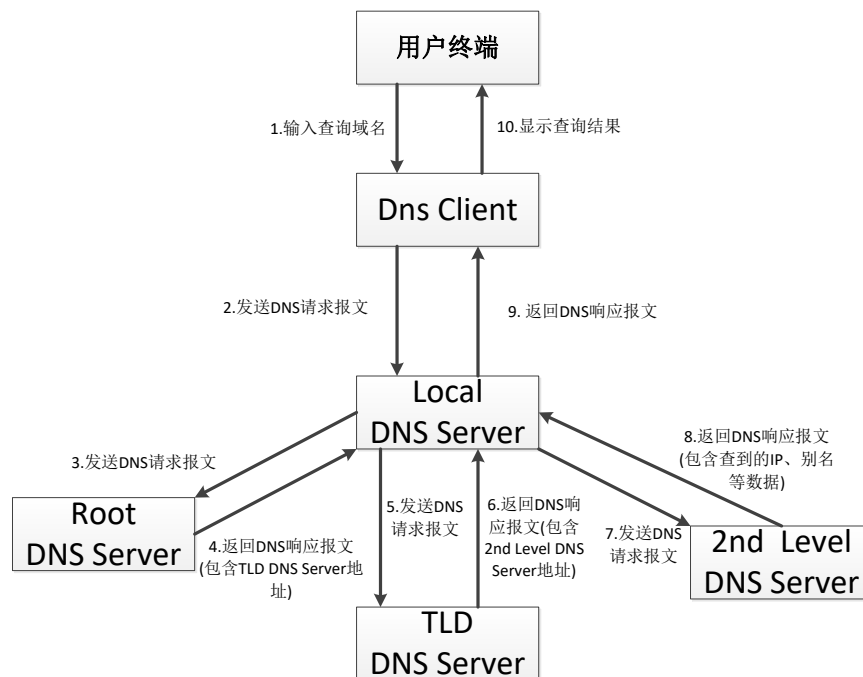 用户终端
1.输入查询域名
10.显示查询结果
Dns Client
2.发送DNS请求报文
9. 返回DNS响应报文
Local
DNS Server
3.发送DNS请求报文
8.返回DNS响应报文
(包含查到的IP、别名
等数据)
Root
DNS Server
4.返回DNS响应报文
(包含TLD DNS Server地
址)
5.发送DNS
请求报文
6.返回DNS响
应报文(包含
2nd Level DNS
Server地址)
7.发送DNS
请求报文
2nd Level
DNS Server
TLD
DNS Server